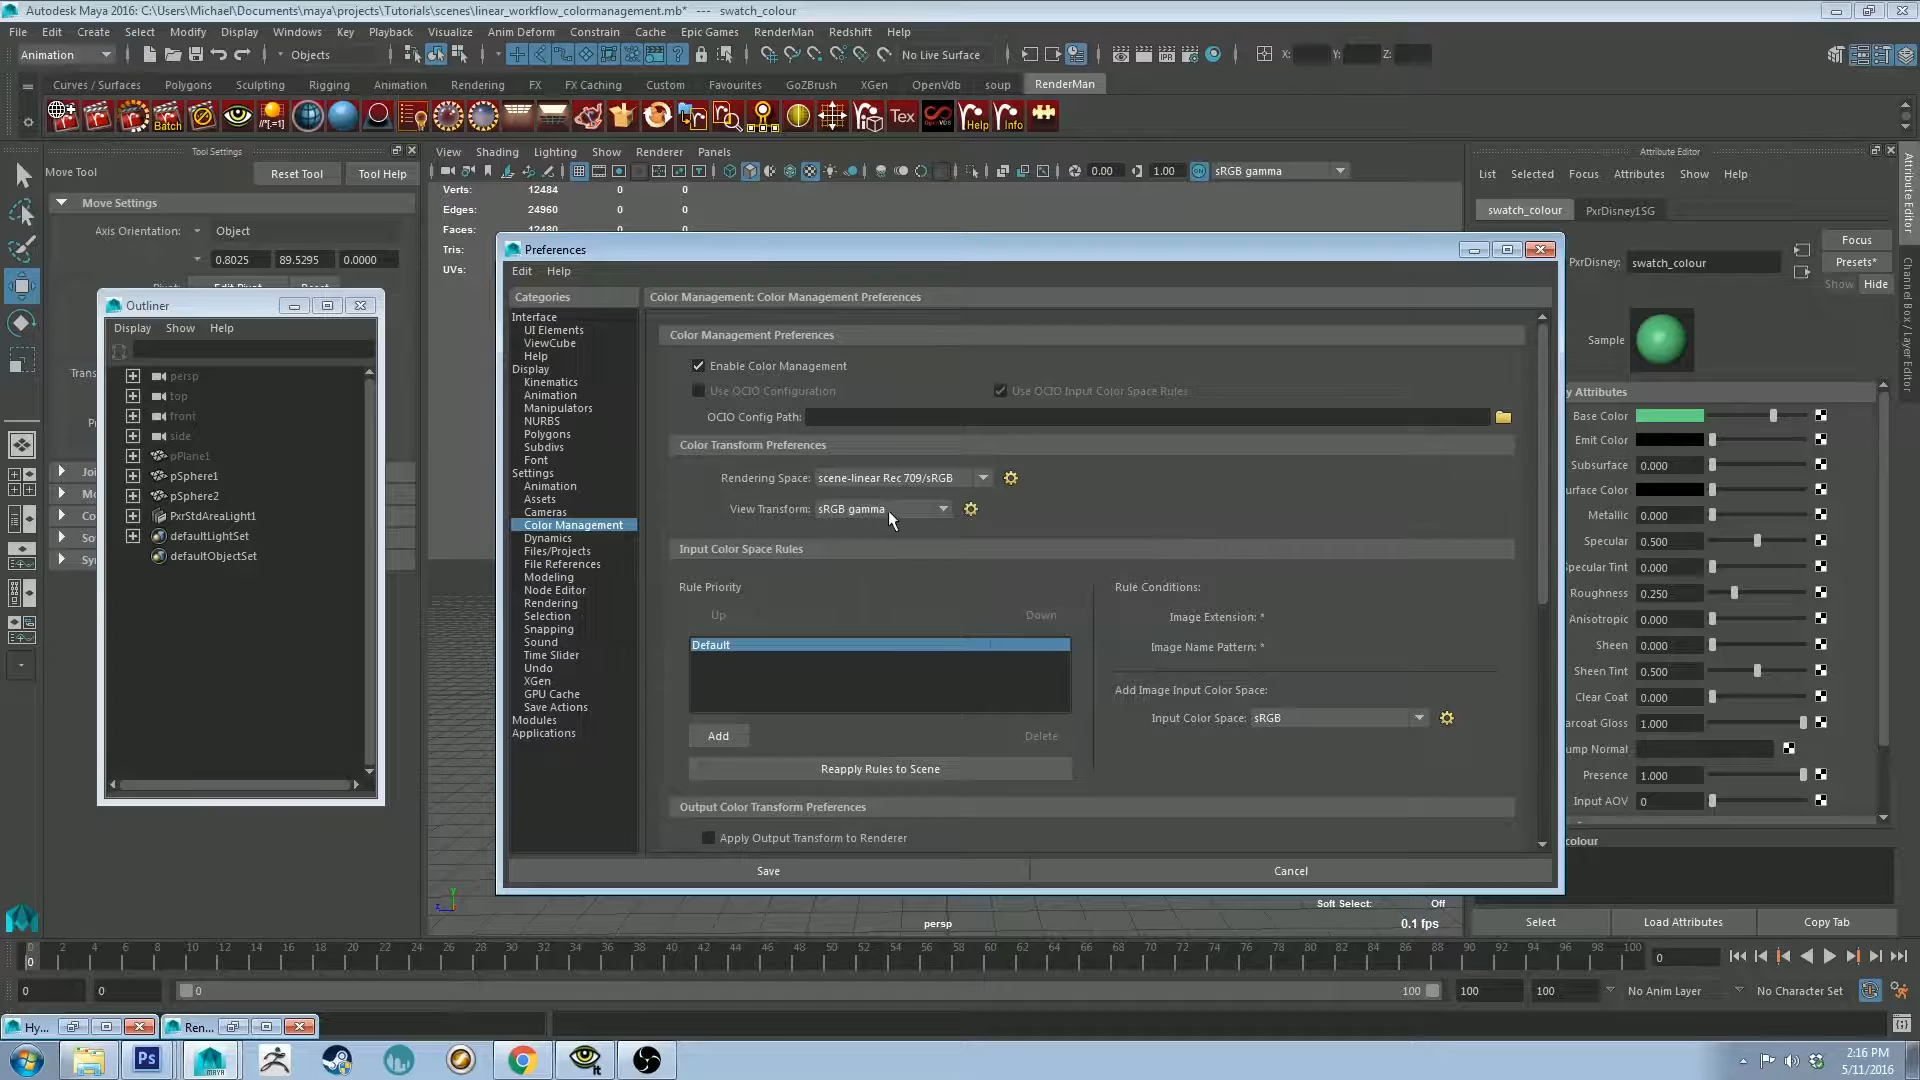 Autodesk Maya 2016: C:\Users\Michael\Documents\maya\projects\Tutorials\scenes\linear_workflow_colormanagement.mb* --- swatch_colour
File Edit Create Select Modify Display Windows Key Playback Visualize Anim Deform Constrain Cache Epic Games RenderMan Redshift Help
Animation Objects No Live Surface X: Y: Z:
Curves / Surfaces Polygons Sculpting Rigging Animation Rendering FX FX Caching Custom Favourites GoZBrush XGen OpenVdb soup RenderMan
Batch //*[=1] Tex Help Info
Tool Settings
Move Tool Reset Tool Tool Help
Move Settings
Axis Orientation: Object
0.8025 89.5295 0.0000
View Shading Lighting Show Renderer Panels
0.00 1.00 sRGB gamma
Verts: 12484 0 0
Edges: 24960 0 0
Faces: 12480 0 0
Tris:
UVs:
Outliner
Display Show Help
persp
top
front
side
pPlane1
pSphere1
pSphere2
PxrStdAreaLight1
defaultLightSet
defaultObjectSet
Preferences
Edit Help
Categories
Interface
UI Elements
ViewCube
Help
Display
Kinematics
Animation
Manipulators
NURBS
Polygons
Subdivs
Font
Settings
Animation
Assets
Cameras
Color Management
Dynamics
Files/Projects
File References
Modeling
Node Editor
Rendering
Selection
Snapping
Sound
Time Slider
Undo
XGen
GPU Cache
Save Actions
Modules
Applications
Color Management: Color Management Preferences
Color Management Preferences
Enable Color Management
Use OCIO Configuration Use OCIO Input Color Space Rules
OCIO Config Path:
Color Transform Preferences
Rendering Space: scene-linear Rec 709/sRGB
View Transform: sRGB gamma
Input Color Space Rules
Rule Priority
Up Down
Default
Add Delete
Reapply Rules to Scene
Rule Conditions:
Image Extension: *
Image Name Pattern: *
Add Image Input Color Space:
Input Color Space: sRGB
Output Color Transform Preferences
Apply Output Transform to Renderer
Save Cancel
Soft Select: Off
persp 0.1 fps
Attribute Editor
List Selected Focus Attributes Show Help
swatch_colour PxrDisney1SG
Focus
PxrDisney: swatch_colour
Presets*
Show Hide
Sample
Attributes
Base Color
Emit Color
Subsurface 0.000
Color
Metallic 0.000
Specular 0.500
Specular Tint 0.000
Roughness 0.250
Anisotropic 0.000
Sheen 0.000
Sheen Tint 0.500
Clear Coat 0.000
Gloss 1.000
Normal
Presence 1.000
Input AOV 0
colour
Select Load Attributes Copy Tab
Attribute Editor
Channel Box / Layer Editor
0 2 4 6 8 10 12 14 16 18 20 22 24 26 28 30 32 34 36 38 40 42 44 46 48 50 52 54 56 58 60 62 64 66 68 70 72 74 76 78 80 82 84 86 88 90 92 94 96 98 100
0 0
0 0 0 100 100 100 No Anim Layer No Character Set
Hy... Ren...
Ps MAYA it
2:16 PM
5/11/2016